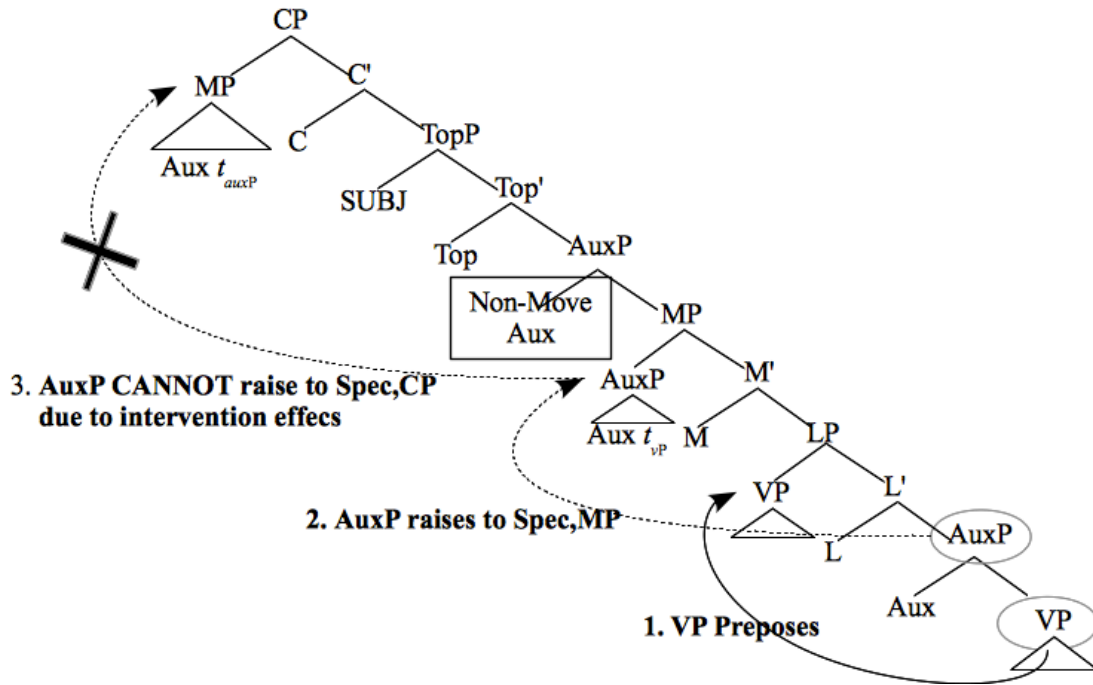 CP
MP
C'
C
TopP
Aux t auxP
SUBJ
Top'
Top
AuxP
Non-Move
Aux
MP
3. AuxP CANNOT raise to Spec,CP
due to intervention effecs
AuxP
M'
Aux t vP
M
LP
VP
L'
2. AuxP raises to Spec,MP
L
AuxP
Aux
VP
1. VP Preposes